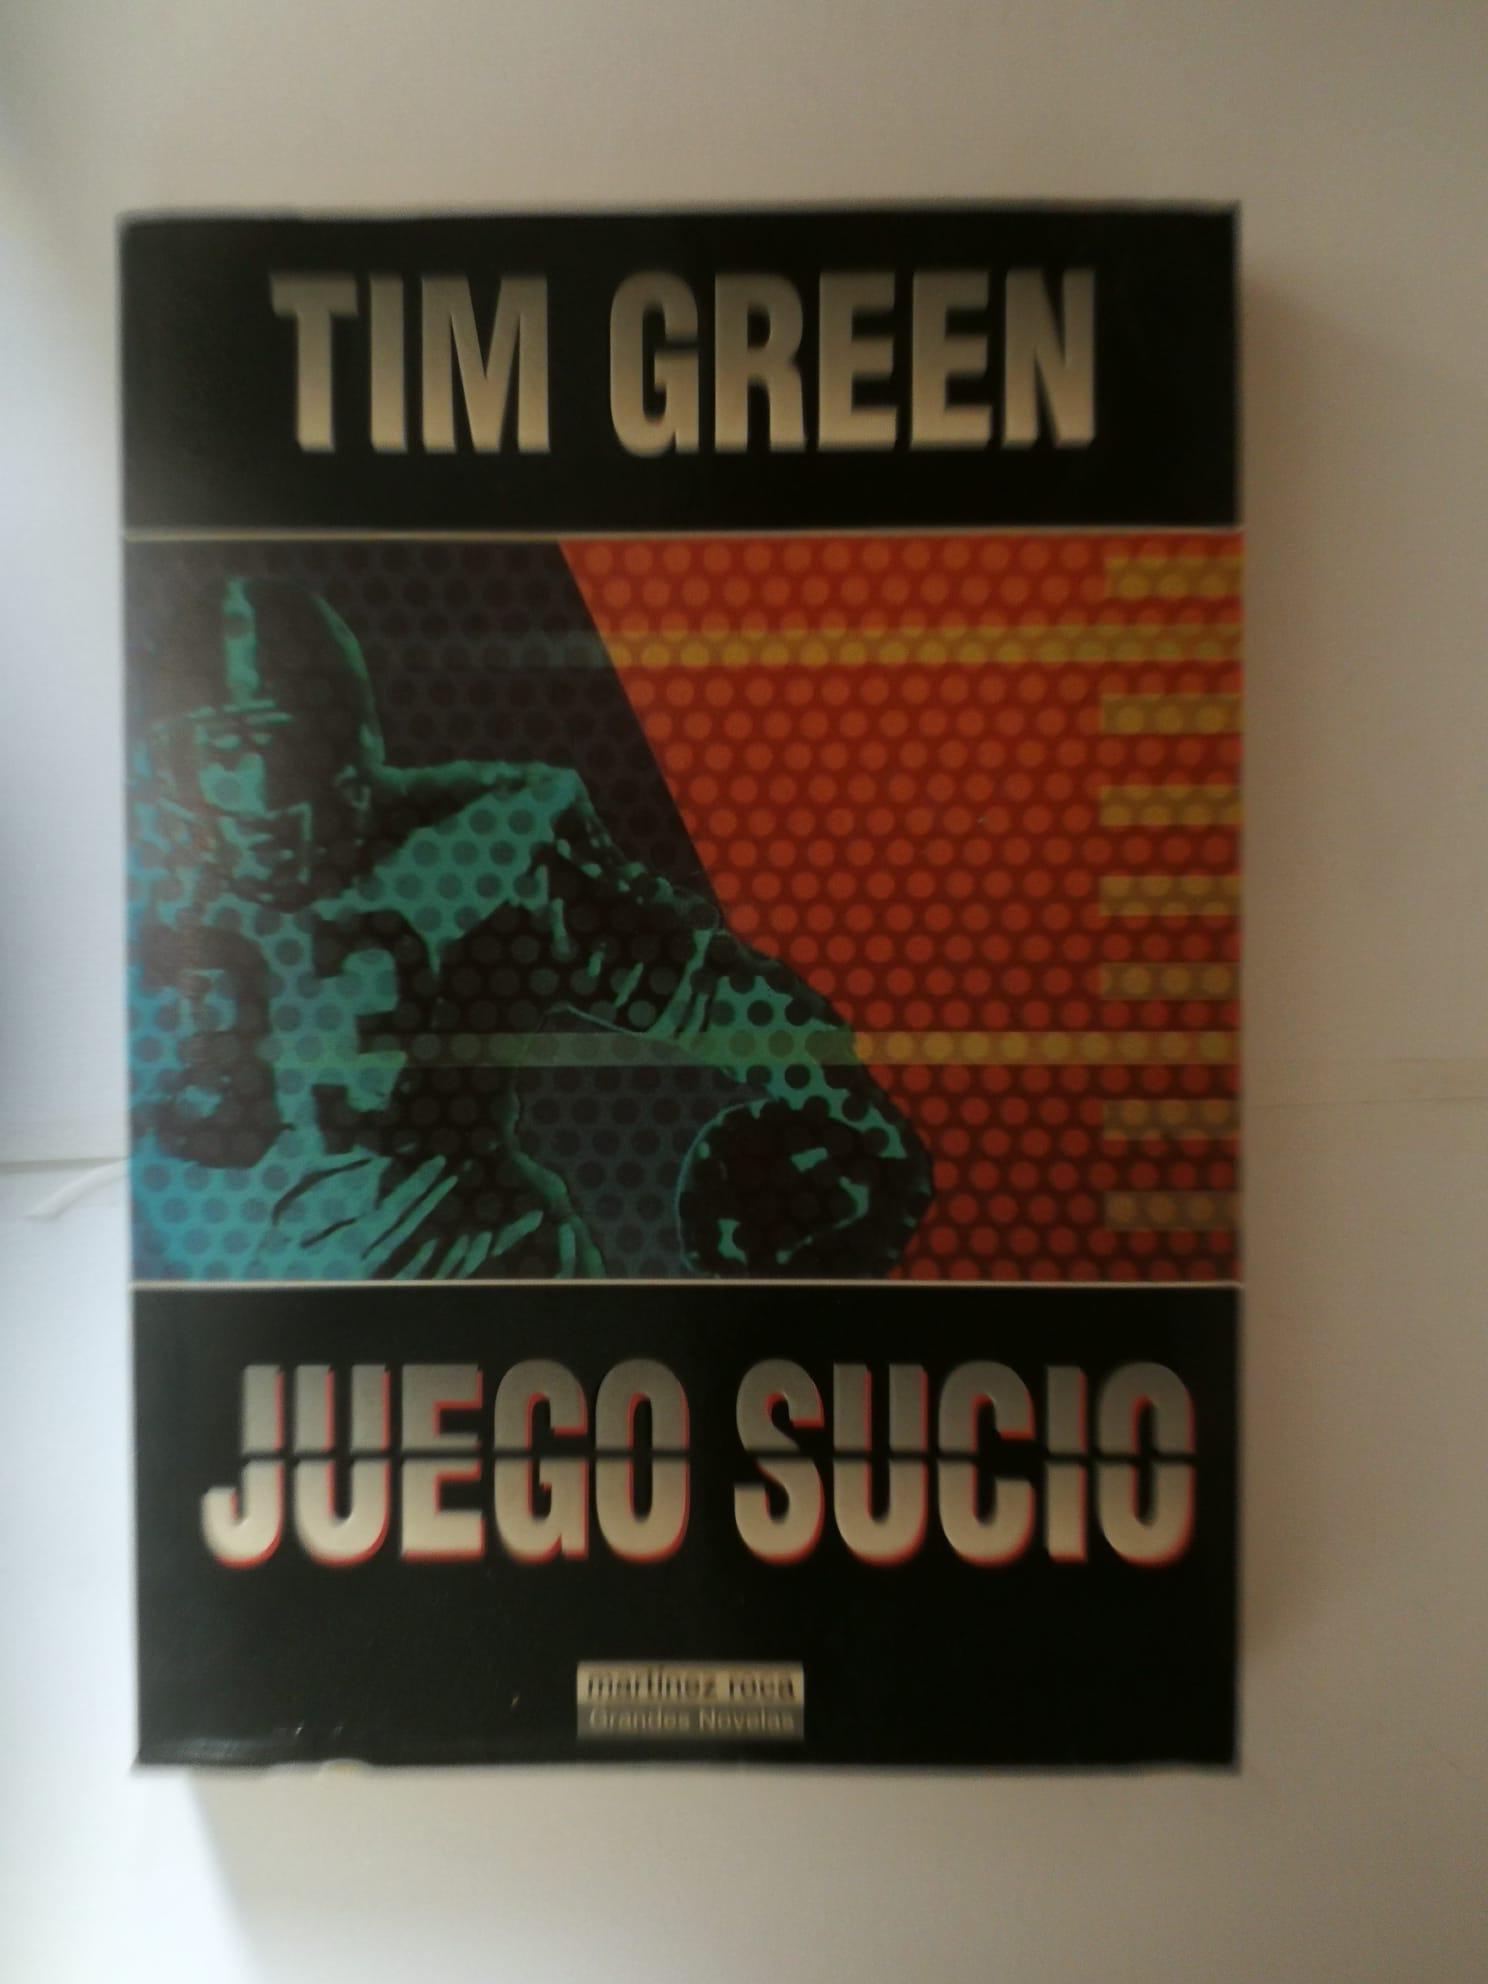 TIM GREEN
JUEGO SUCIO
martínez roca
Grandes Novelas